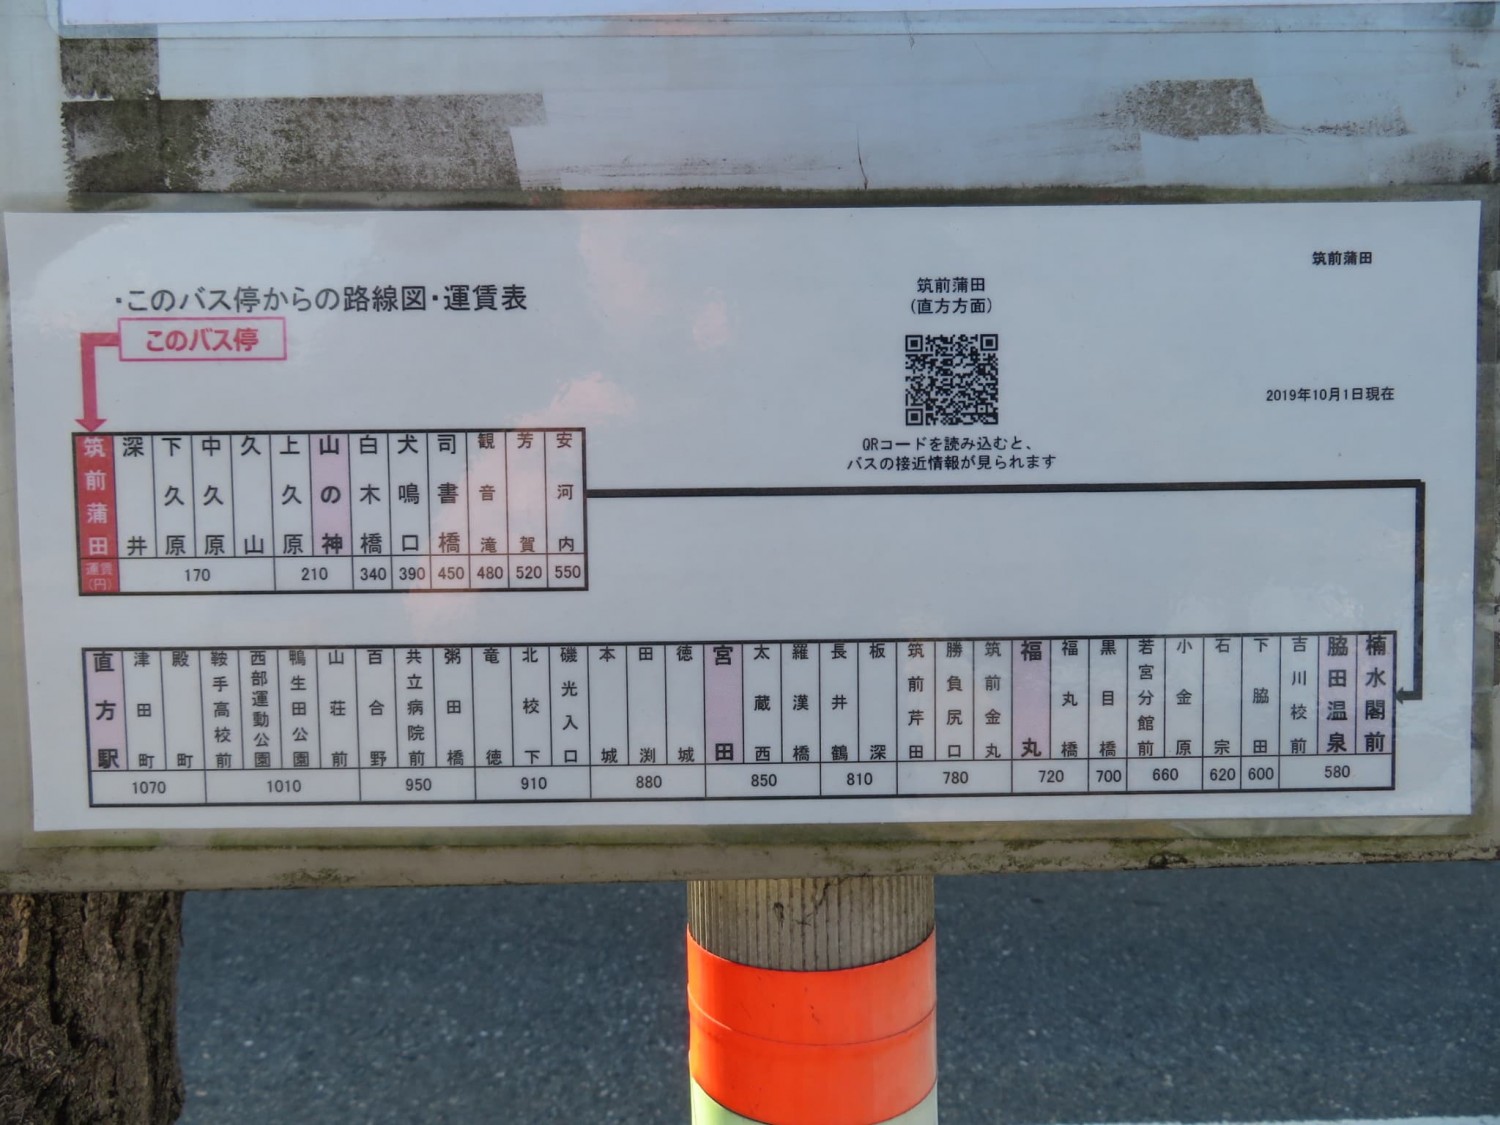 筑前蒲田
・このバス停からの路線図・運賃表
筑前蒲田
(直方方面)
このバス停
2019年10月1日現在
QRコードを読み込むと、
バスの接近情報が見られます
筑前蒲田
深井
下久原
中久原
久山
上久原
山の神
白木橋
犬鳴口
司書橋
観音滝
芳賀
安河内
運賃(円)
170
210
340
390
450
480
520
550
直方駅
津田町
殿町
鞍手高校前
西部運動公園
鴨生田公園
山荘前
百合野
共立病院前
粥田橋
竜徳
北校下
磯光入口
本城
田渕
徳城
宮田
太蔵西
羅漢橋
長井鶴
板深
筑前芹田
勝負尻口
筑前金丸
福丸
福丸橋
黒目橋
若宮分館前
小金原
石宗
下脇田
吉川校前
脇田温泉
楠水閣前
1070
1010
950
910
880
850
810
780
720
700
660
620
600
580